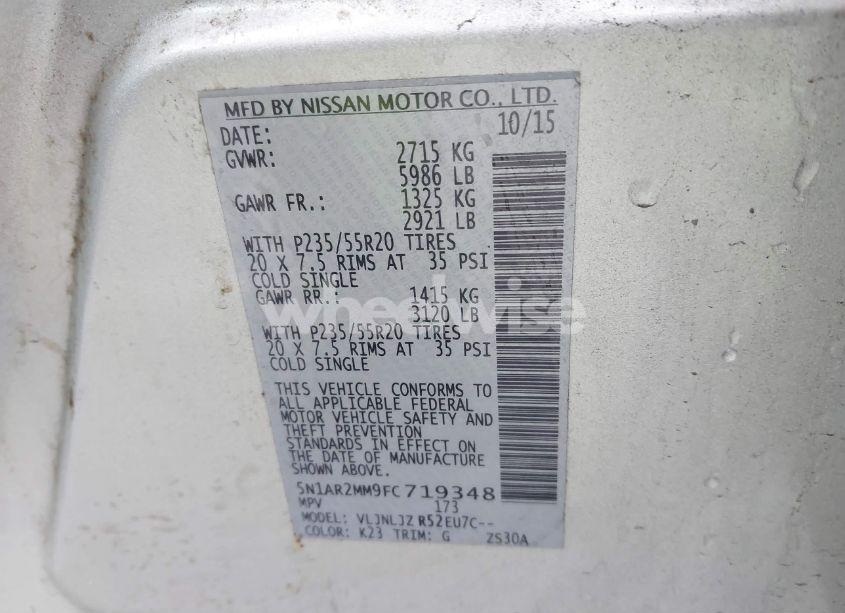 MFD BY NISSAN MOTOR CO., LTD.
DATE: 10/15
GVWR: 2715 KG
5986 LB
GAWR FR.: 1325 KG
2921 LB
WITH P235/55R20 TIRES
20 X 7.5 RIMS AT 35 PSI
COLD SINGLE
GAWR RR.: 1415 KG
3120 LB
WITH P235/55R20 TIRES
20 X 7.5 RIMS AT 35 PSI
COLD SINGLE
THIS VEHICLE CONFORMS TO
ALL APPLICABLE FEDERAL
MOTOR VEHICLE SAFETY AND
THEFT PREVENTION
STANDARDS IN EFFECT ON
THE DATE OF MANUFACTURE
SHOWN ABOVE.
5N1AR2MM9FC719348
MPV 173
MODEL: VLJNLJZ R52EU7C--
COLOR: K23 TRIM: G ZS30A
wheelwise